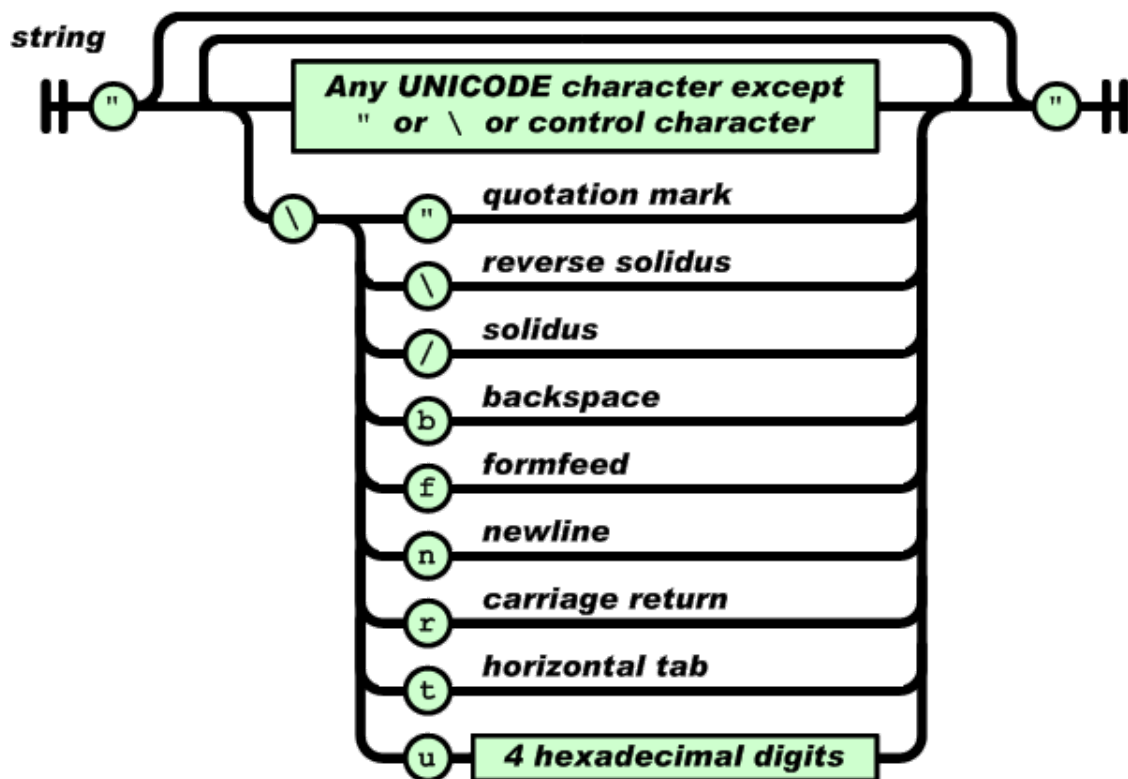 string
"
Any UNICODE character except
" or \ or control character
"
\
" quotation mark
\ reverse solidus
/ solidus
b backspace
f formfeed
n newline
r carriage return
t horizontal tab
u 4 hexadecimal digits